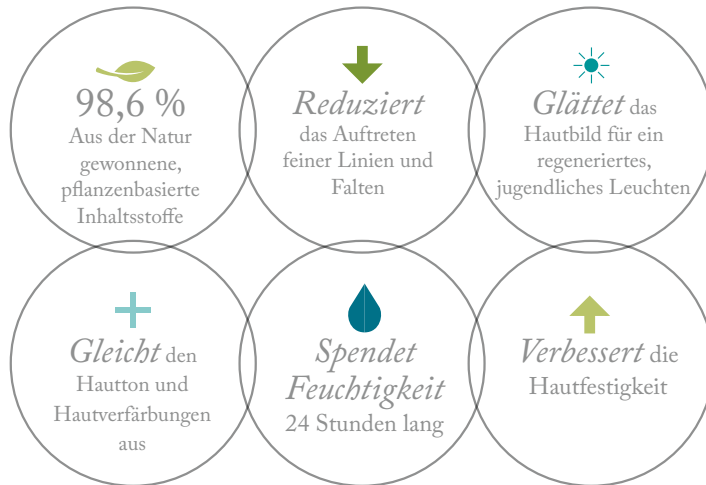 98,6 %
Aus der Natur
gewonnene,
pflanzenbasierte
Inhaltsstoffe
Reduziert
das Auftreten
feiner Linien und
Falten
Glättet das
Hautbild für ein
regeneriertes,
jugendliches Leuchten
Gleicht den
Hautton und
Hautverfärbungen
aus
Spendet
Feuchtigkeit
24 Stunden lang
Verbessert die
Hautfestigkeit